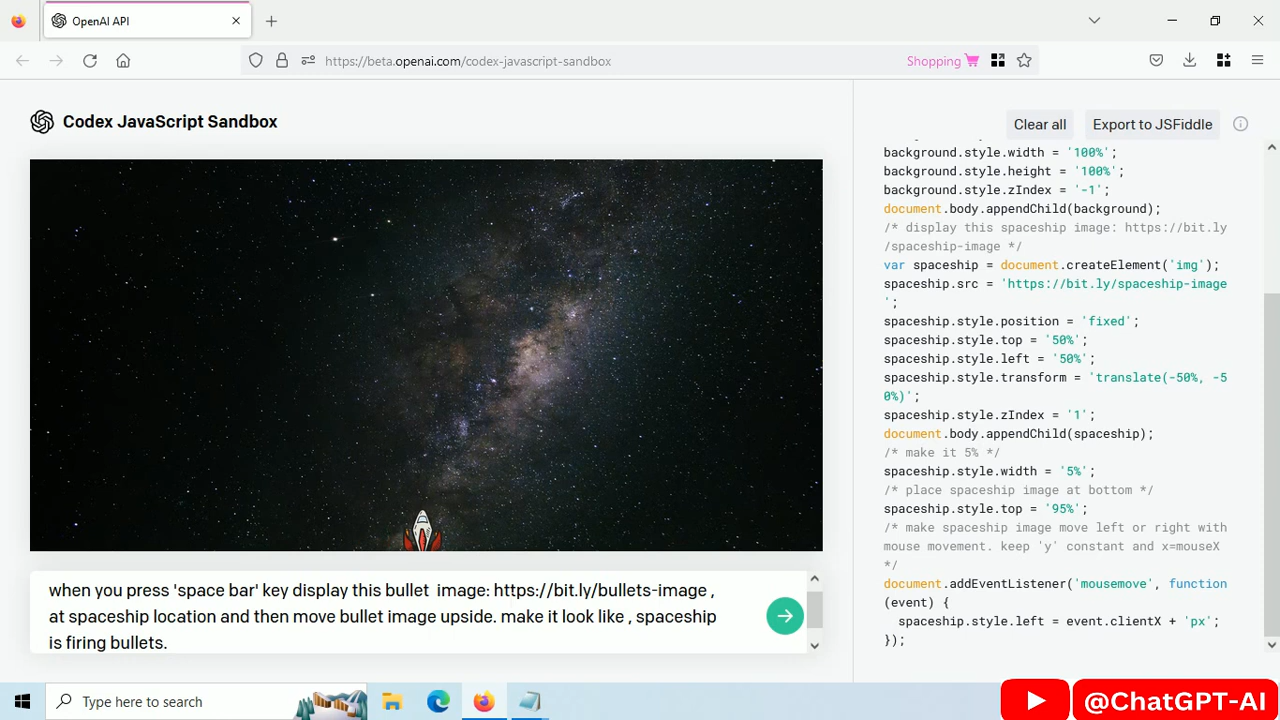 OpenAI API
https://beta.openai.com/codex-javascript-sandbox
Shopping
Codex JavaScript Sandbox
Clear all
Export to JSFiddle
background.style.width = '100%';
background.style.height = '100%';
background.style.zIndex = '-1';
document.body.appendChild(background);
/* display this spaceship image: https://bit.ly
/spaceship-image */
var spaceship = document.createElement('img');
spaceship.src = 'https://bit.ly/spaceship-image
';
spaceship.style.position = 'fixed';
spaceship.style.top = '50%';
spaceship.style.left = '50%';
spaceship.style.transform = 'translate(-50%, -5
0%)';
spaceship.style.zIndex = '1';
document.body.appendChild(spaceship);
/* make it 5% */
spaceship.style.width = '5%';
/* place spaceship image at bottom */
spaceship.style.top = '95%';
/* make spaceship image move left or right with
mouse movement. keep 'y' constant and x=mouseX
*/
document.addEventListener('mousemove', function
(event) {
spaceship.style.left = event.clientX + 'px';
});
when you press 'space bar' key display this bullet  image: https://bit.ly/bullets-image ,
at spaceship location and then move bullet image upside. make it look like , spaceship
is firing bullets.
Type here to search
@ChatGPT-AI